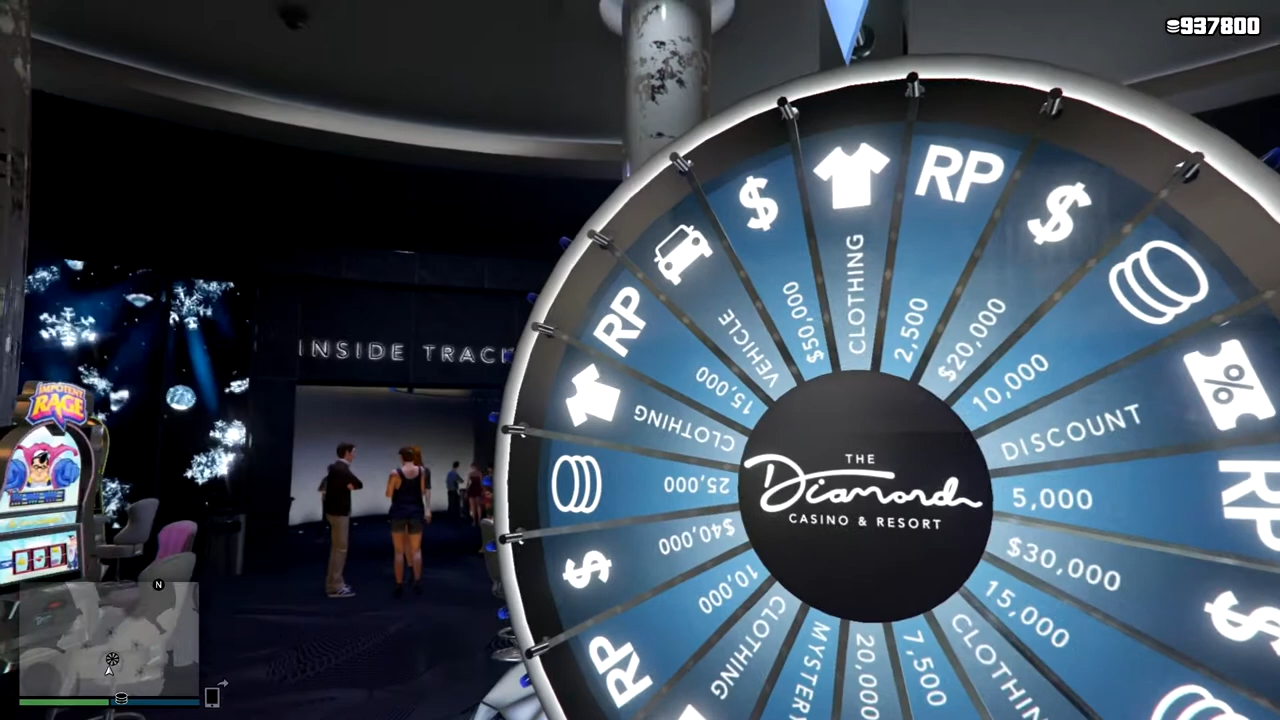 937800
RP
$
$
RP
RP
$
$
RP
%
CLOTHING
2,500
$20,000
10,000
DISCOUNT
5,000
$30,000
15,000
CLOTHIN
7,500
20,000
MYSTERY
CLOTHING
10,000
$40,000
25,000
CLOTHING
15,000
VEHICLE
$50,000
THE
Diamond
CASINO & RESORT
INSIDE TRACK
IMPOTENT
RAGE
N